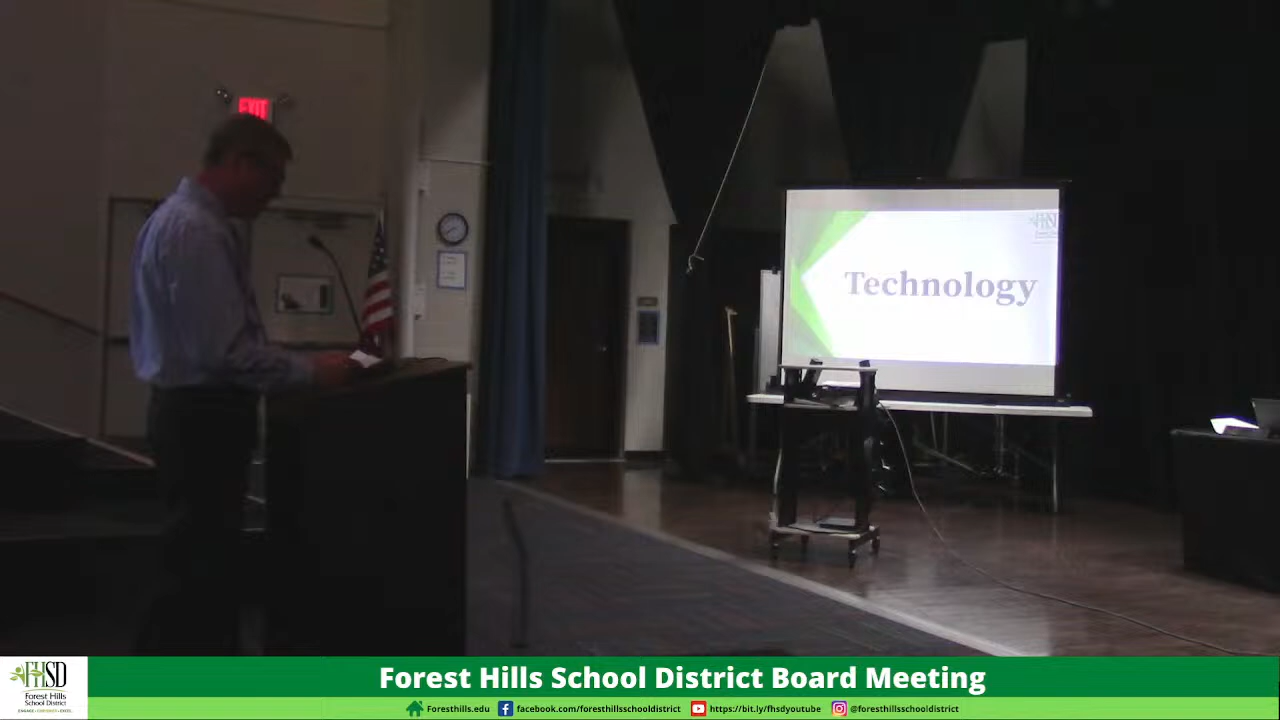 EXIT
FHSD
Technology
Forest Hills School District Board Meeting
FHSD
Forest Hills
School District
Foresthills.edu
facebook.com/foresthillsschooldistrict
https://bit.ly/fhsdyoutube
@foresthillsschooldistrict